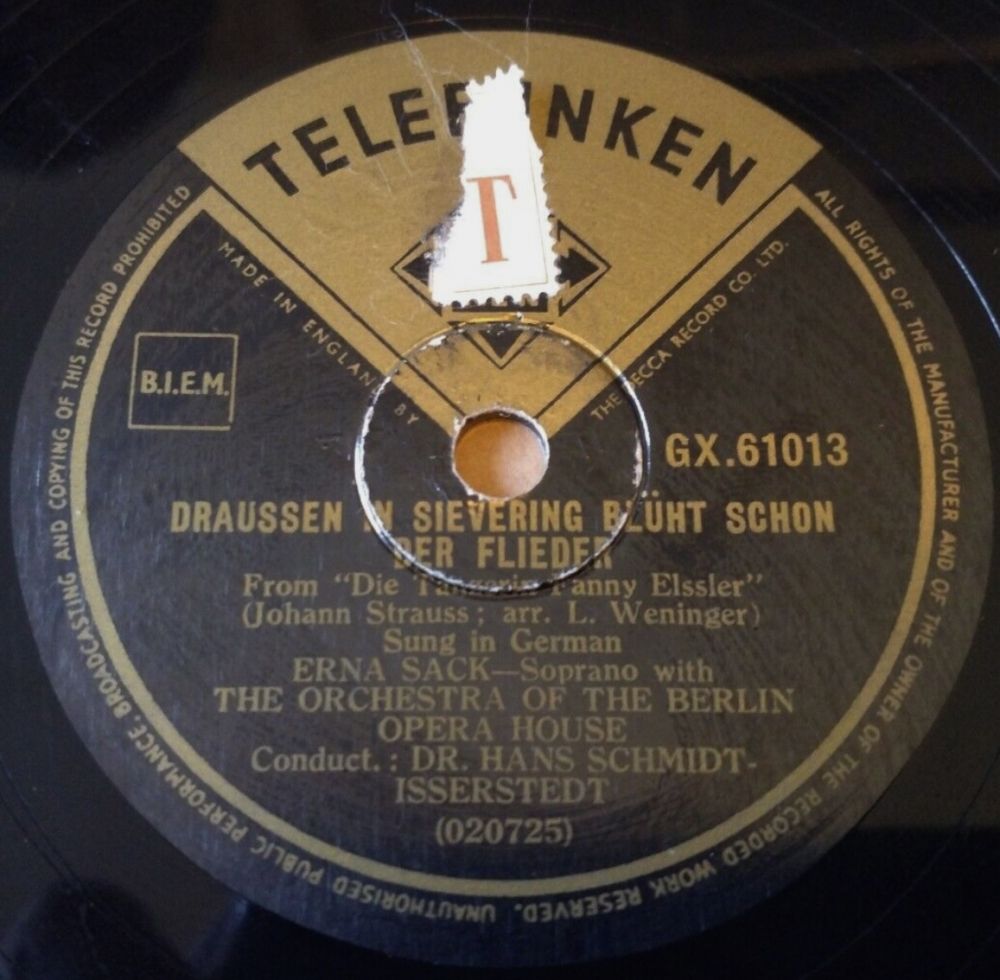 TELEFUNKEN
T
MADE IN ENGLAND BY
THE DECCA RECORD CO. LTD.
B.I.E.M.
GX.61013
DRAUSSEN IN SIEVERING BLÜHT SCHON
DER FLIEDER
From "Die Tänzerin Fanny Elssler"
(Johann Strauss; arr. L. Weninger)
Sung in German
ERNA SACK—Soprano with
THE ORCHESTRA OF THE BERLIN
OPERA HOUSE
Conduct.: DR. HANS SCHMIDT-
ISSERSTEDT
(020725)
ALL RIGHTS OF THE MANUFACTURER AND OF THE OWNER OF THE RECORDED WORK RESERVED. UNAUTHORISED PUBLIC PERFORMANCE, BROADCASTING AND COPYING OF THIS RECORD PROHIBITED